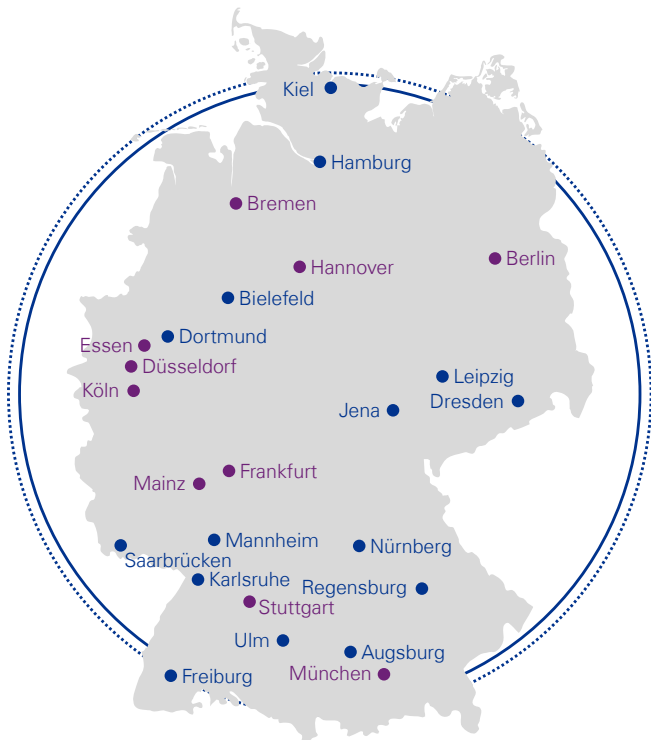 Kiel
Hamburg
Bremen
Berlin
Hannover
Bielefeld
Dortmund
Essen
Düsseldorf
Köln
Leipzig
Dresden
Jena
Frankfurt
Mainz
Mannheim
Nürnberg
Saarbrücken
Karlsruhe
Regensburg
Stuttgart
Ulm
Augsburg
München
Freiburg